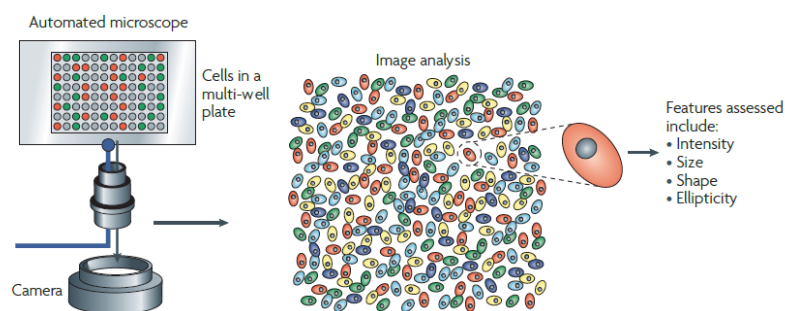 Automated microscope
Cells in a
multi-well
plate
Camera
Image analysis
Features assessed
include:
• Intensity
• Size
• Shape
• Ellipticity